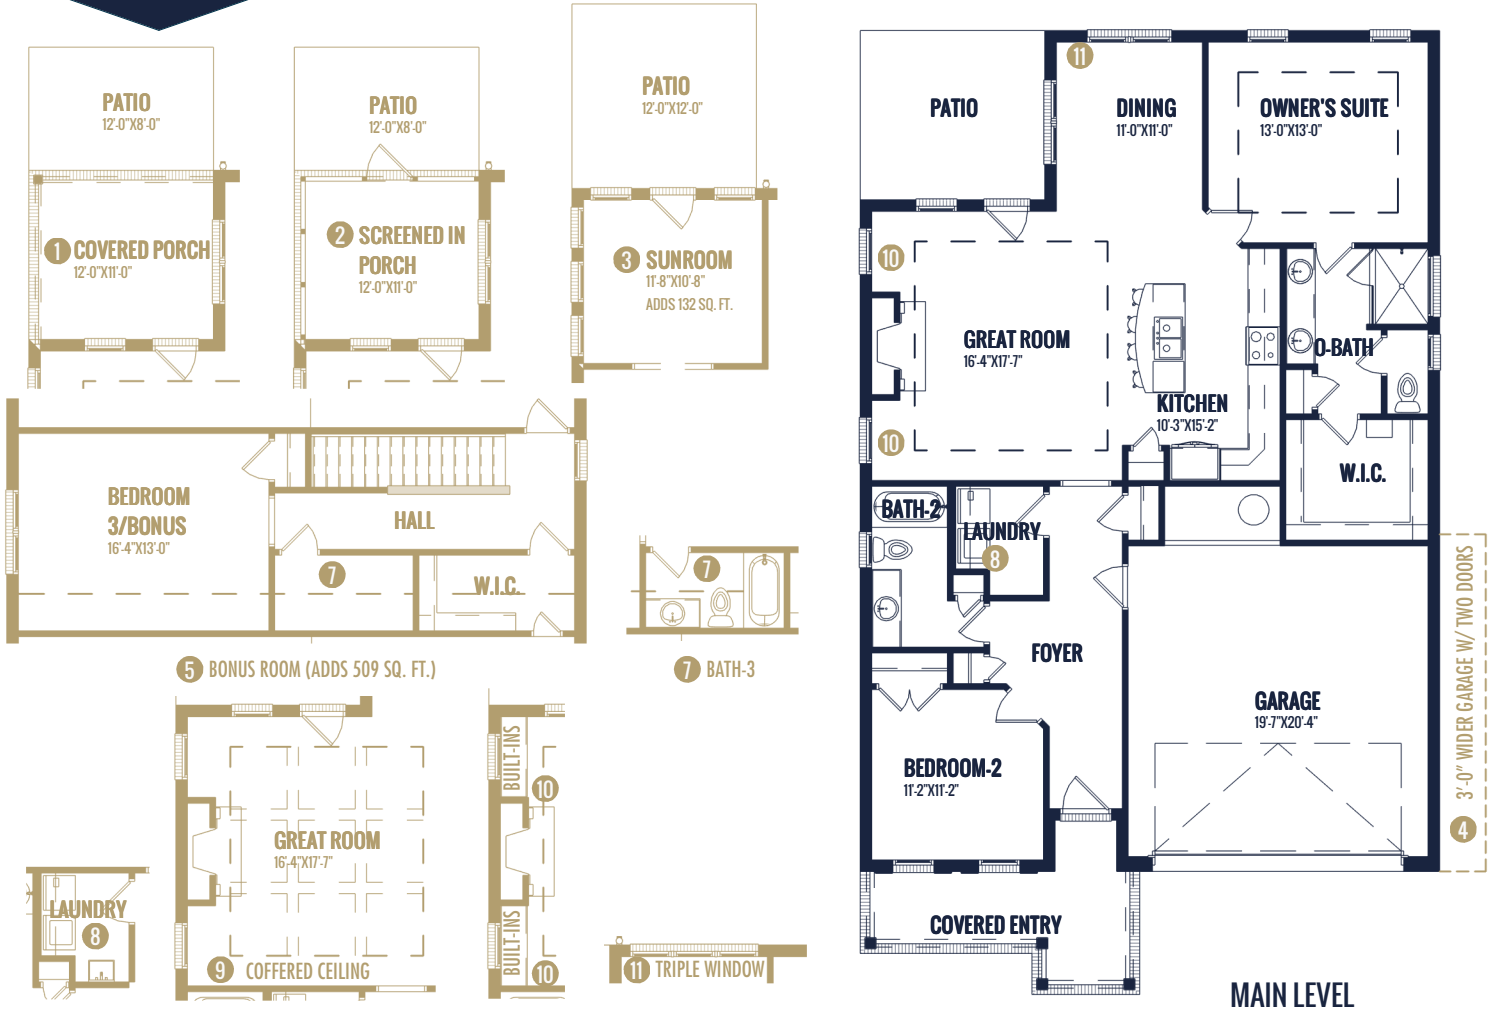 PATIO
12'-0"X8'-0"
1 COVERED PORCH
12'-0"X11'-0"
PATIO
12'-0"X8'-0"
2 SCREENED IN
PORCH
12'-0"X11'-0"
PATIO
12'-0"X12'-0"
3 SUNROOM
11'-8"X10'-8"
ADDS 132 SQ. FT.
BEDROOM
3/BONUS
16'-4"X13'-0"
HALL
7
W.I.C.
5 BONUS ROOM (ADDS 509 SQ. FT.)
7
7 BATH-3
LAUNDRY
8
GREAT ROOM
16'-4"X17'-7"
9 COFFERED CEILING
BUILT-INS
10
BUILT-INS
10
11 TRIPLE WINDOW
PATIO
11
DINING
11'-0"X11'-0"
OWNER'S SUITE
13'-0"X13'-0"
10
GREAT ROOM
16'-4"X17'-7"
10
KITCHEN
10'-3"X15'-2"
O-BATH
W.I.C.
BATH-2
LAUNDRY
8
FOYER
GARAGE
19'-7"X20'-4"
4 3'-0" WIDER GARAGE W/ TWO DOORS
BEDROOM-2
11'-2"X11'-2"
COVERED ENTRY
MAIN LEVEL